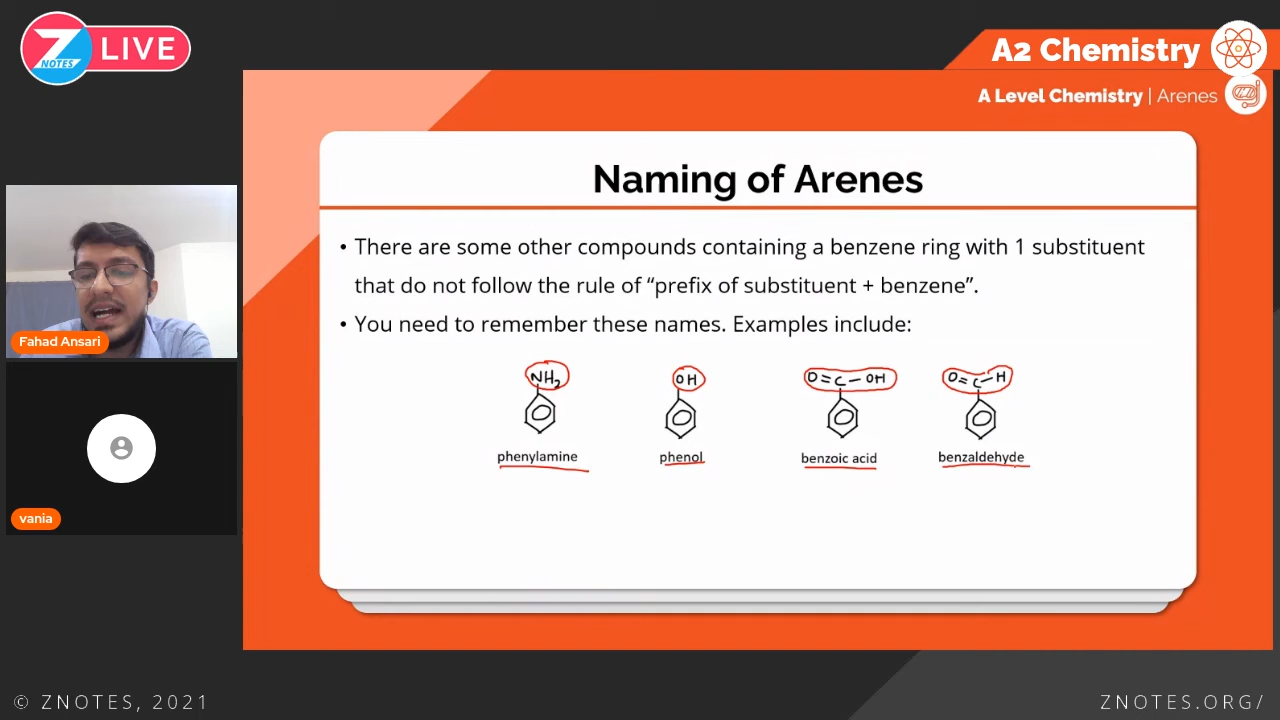 Z
NOTES
LIVE
A2 Chemistry
A Level Chemistry | Arenes
Naming of Arenes
• There are some other compounds containing a benzene ring with 1 substituent
that do not follow the rule of “prefix of substituent + benzene”.
• You need to remember these names. Examples include:
NH₂
OH
O=C-OH
O=C-H
phenylamine
phenol
benzoic acid
benzaldehyde
Fahad Ansari
vania
© ZNOTES, 2021
ZNOTES.ORG/